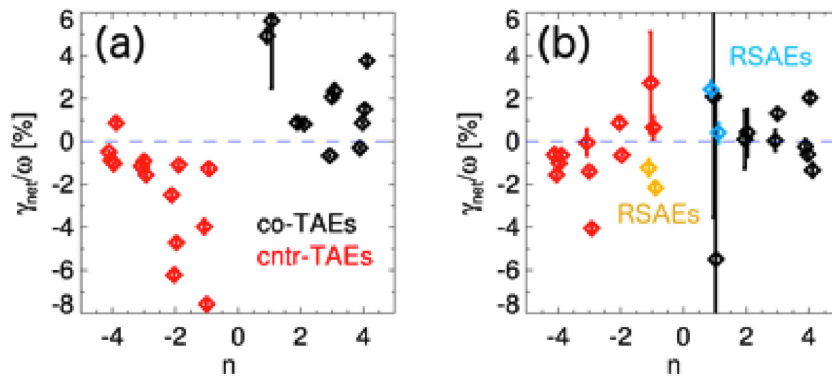 (a)
γnet/ω [%]
6
4
2
0
-2
-4
-6
-8
co-TAEs
cntr-TAEs
-4 -2 0 2 4
n
(b)
γnet/ω [%]
6
4
2
0
-2
-4
-6
-8
RSAEs
RSAEs
-4 -2 0 2 4
n